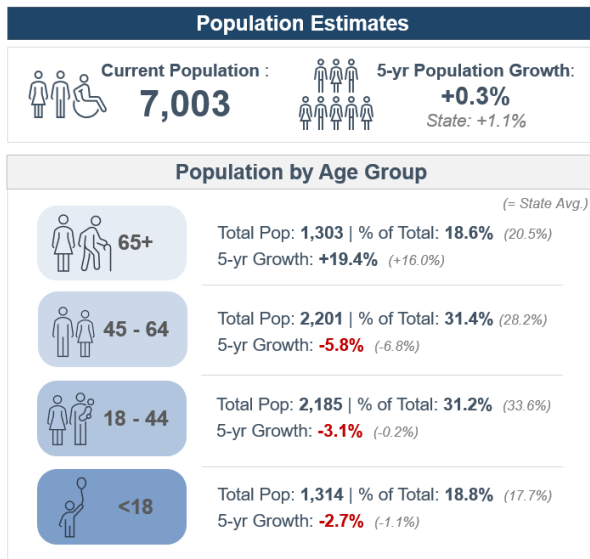 Population Estimates
Current Population :
7,003
5-yr Population Growth:
+0.3%
State: +1.1%
Population by Age Group
(= State Avg.)
65+
Total Pop: 1,303 | % of Total: 18.6% (20.5%)
5-yr Growth: +19.4% (+16.0%)
45 - 64
Total Pop: 2,201 | % of Total: 31.4% (28.2%)
5-yr Growth: -5.8% (-6.8%)
18 - 44
Total Pop: 2,185 | % of Total: 31.2% (33.6%)
5-yr Growth: -3.1% (-0.2%)
<18
Total Pop: 1,314 | % of Total: 18.8% (17.7%)
5-yr Growth: -2.7% (-1.1%)